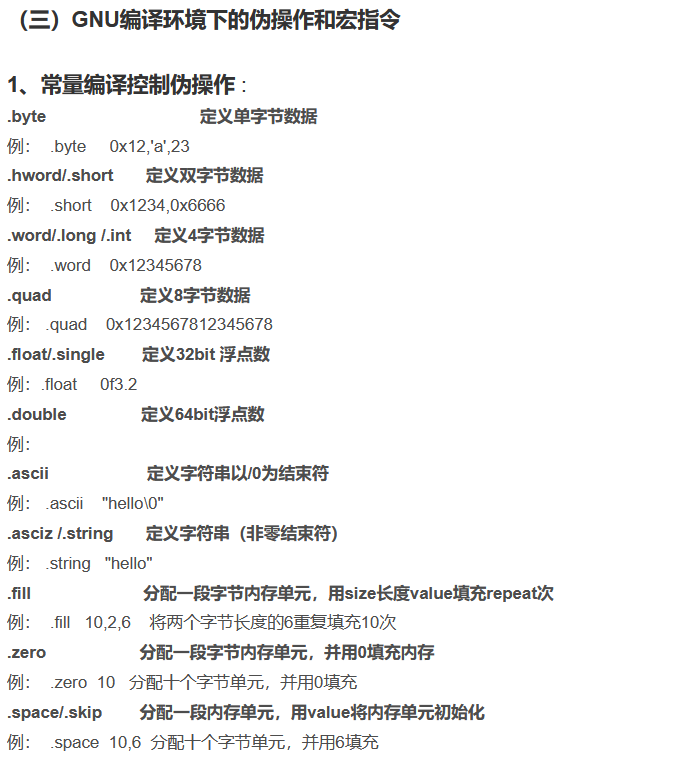 （三）GNU编译环境下的伪操作和宏指令
1、常量编译控制伪操作：
.byte 定义单字节数据
例： .byte 0x12,'a',23
.hword/.short 定义双字节数据
例： .short 0x1234,0x6666
.word/.long /.int 定义4字节数据
例： .word 0x12345678
.quad 定义8字节数据
例： .quad 0x1234567812345678
.float/.single 定义32bit 浮点数
例：.float 0f3.2
.double 定义64bit浮点数
例：
.ascii 定义字符串以/0为结束符
例： .ascii "hello\0"
.asciz /.string 定义字符串（非零结束符）
例： .string "hello"
.fill 分配一段字节内存单元，用size长度value填充repeat次
例： .fill 10,2,6 将两个字节长度的6重复填充10次
.zero 分配一段字节内存单元，并用0填充内存
例： .zero 10 分配十个字节单元，并用0填充
.space/.skip 分配一段内存单元，用value将内存单元初始化
例： .space 10,6 分配十个字节单元，并用6填充